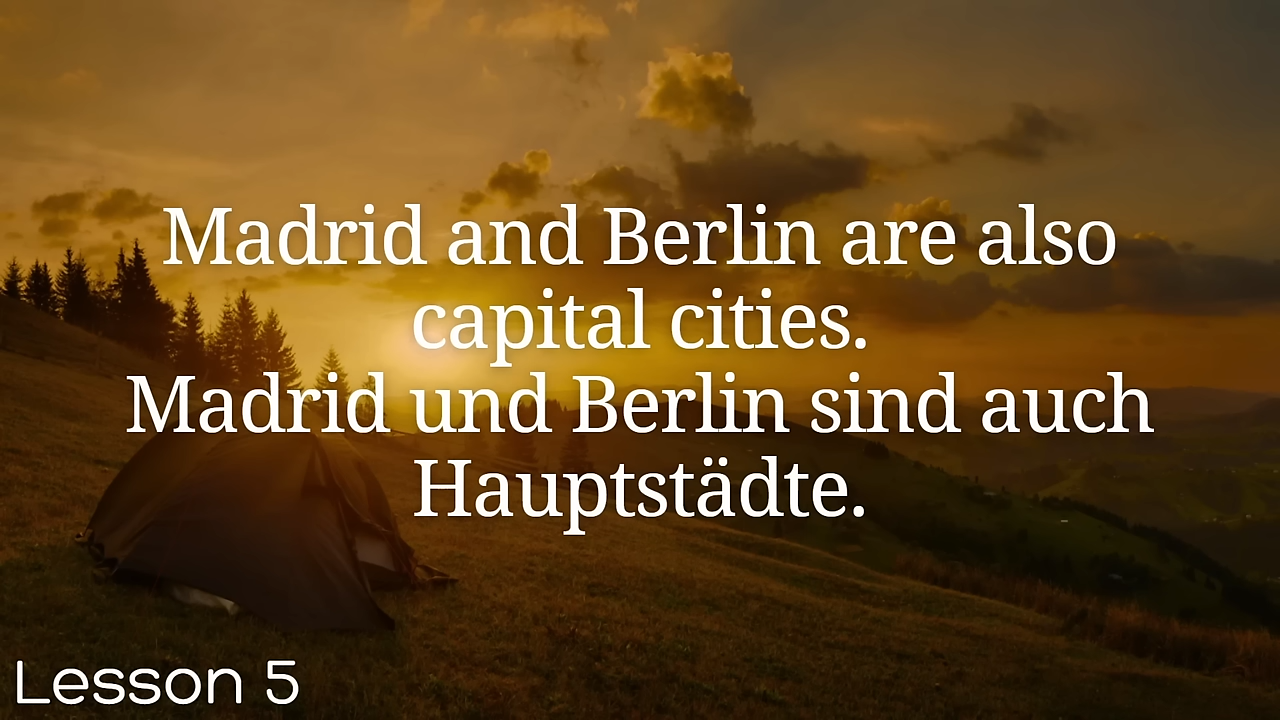 Madrid and Berlin are also
capital cities.
Madrid und Berlin sind auch
Hauptstädte.
Lesson 5